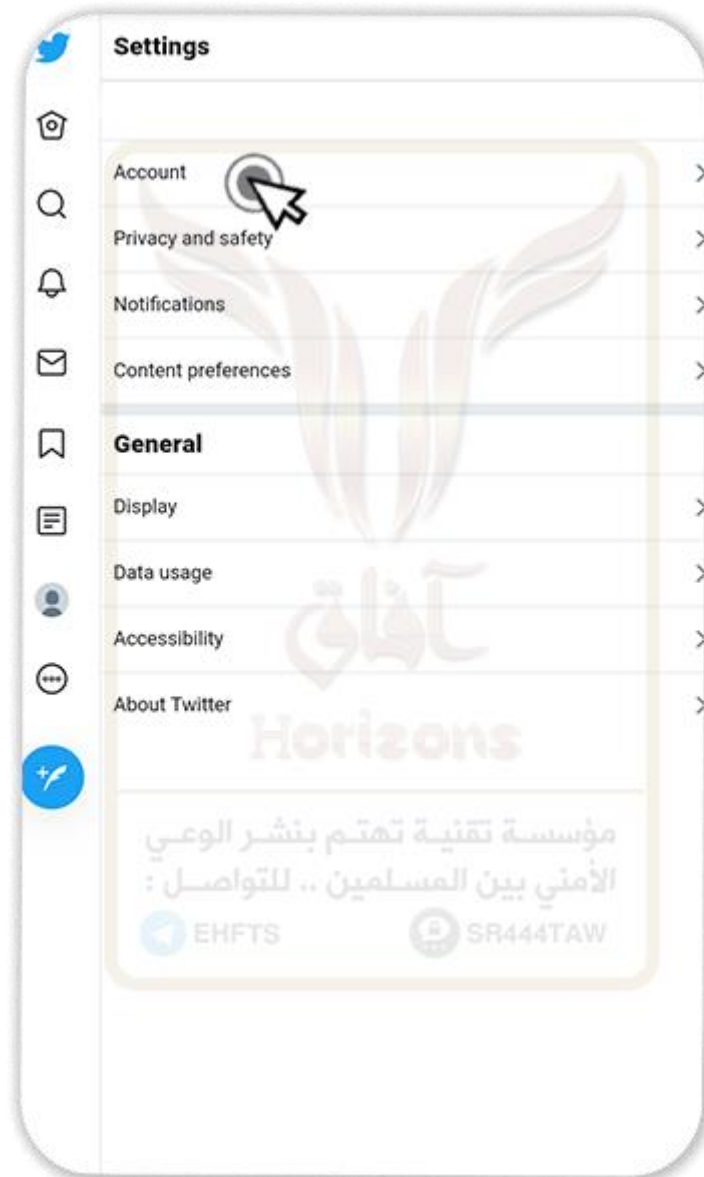 Settings
Account
Privacy and safety
Notifications
Content preferences
General
Display
Data usage
Accessibility
About Twitter
آفاق
Horizons
مؤسسة تقنية تهتم بنشر الوعي
الأمني بين المسلمين .. للتواصل :
EHFTS SR444TAW